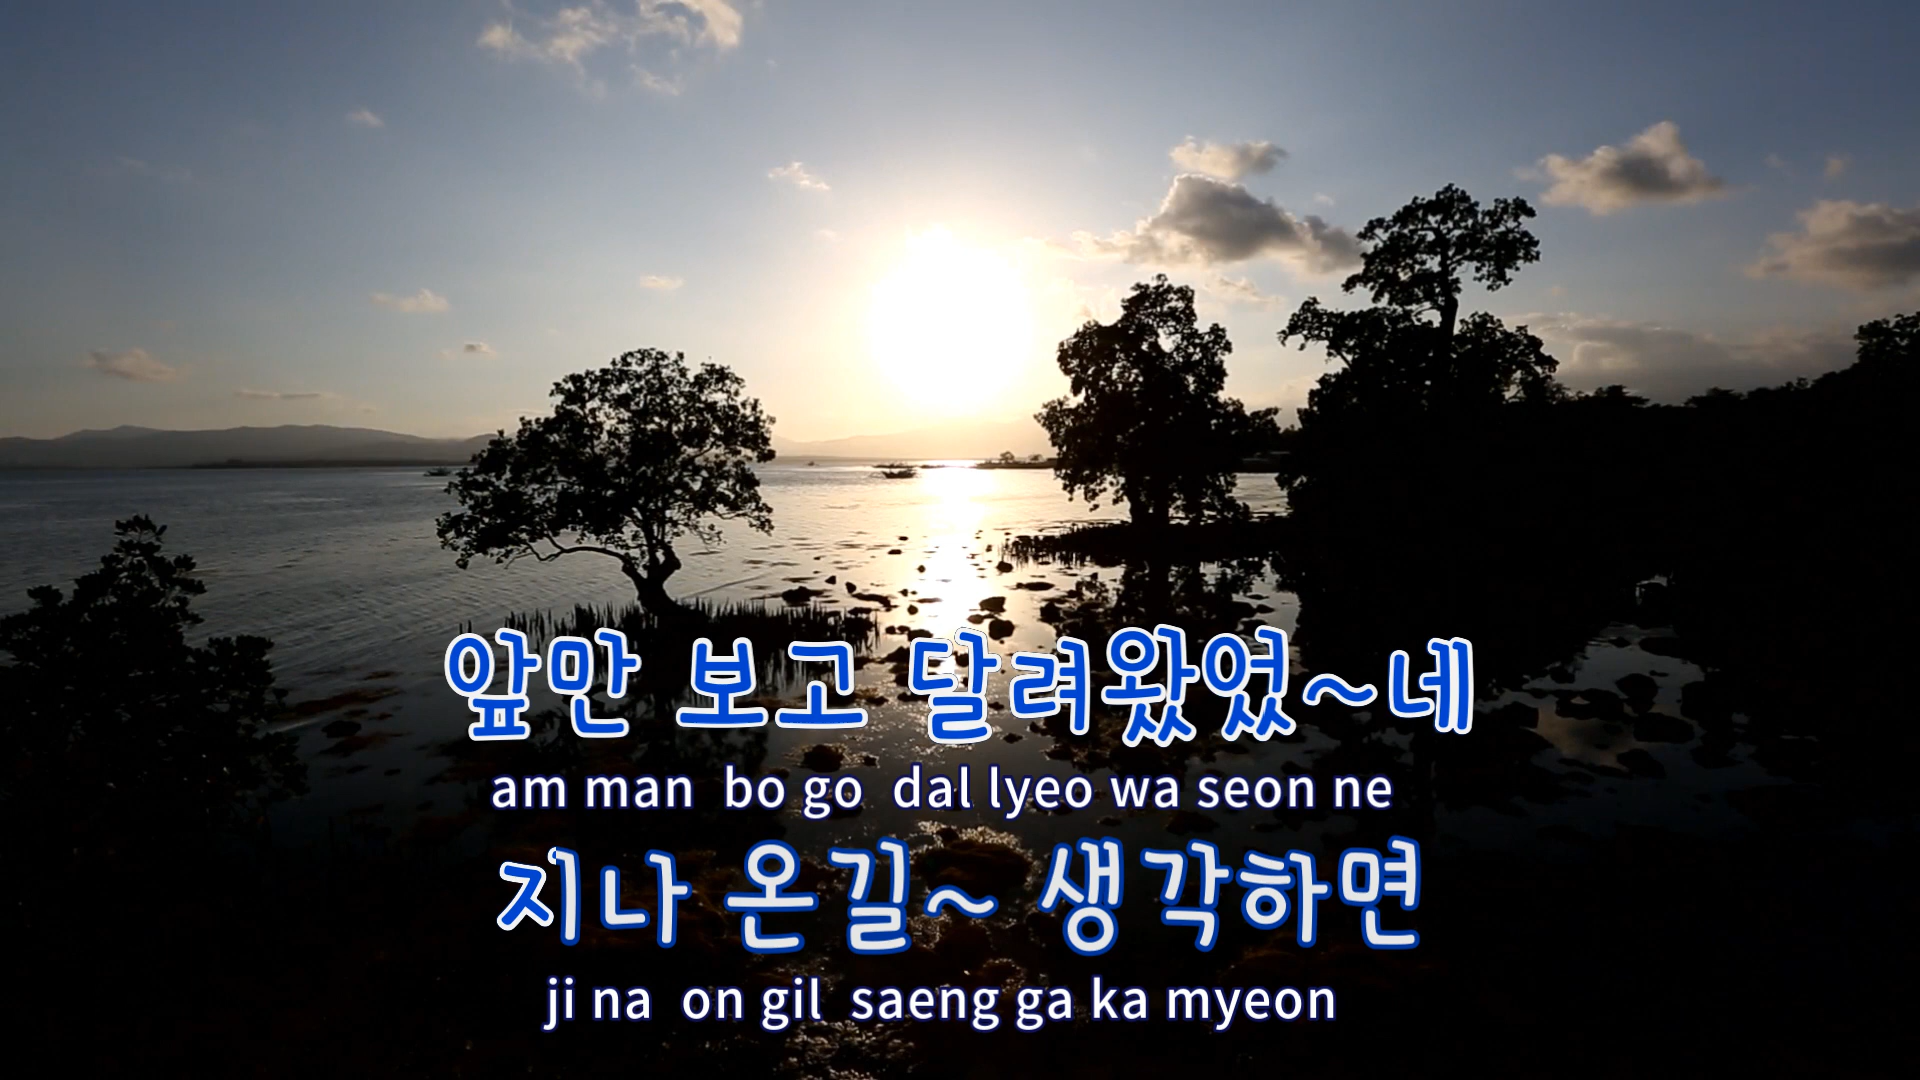 앞만 보고 달려왔었~네
am man bo go dal lyeo wa seon ne
지나 온길~ 생각하면
ji na on gil saeng ga ka myeon